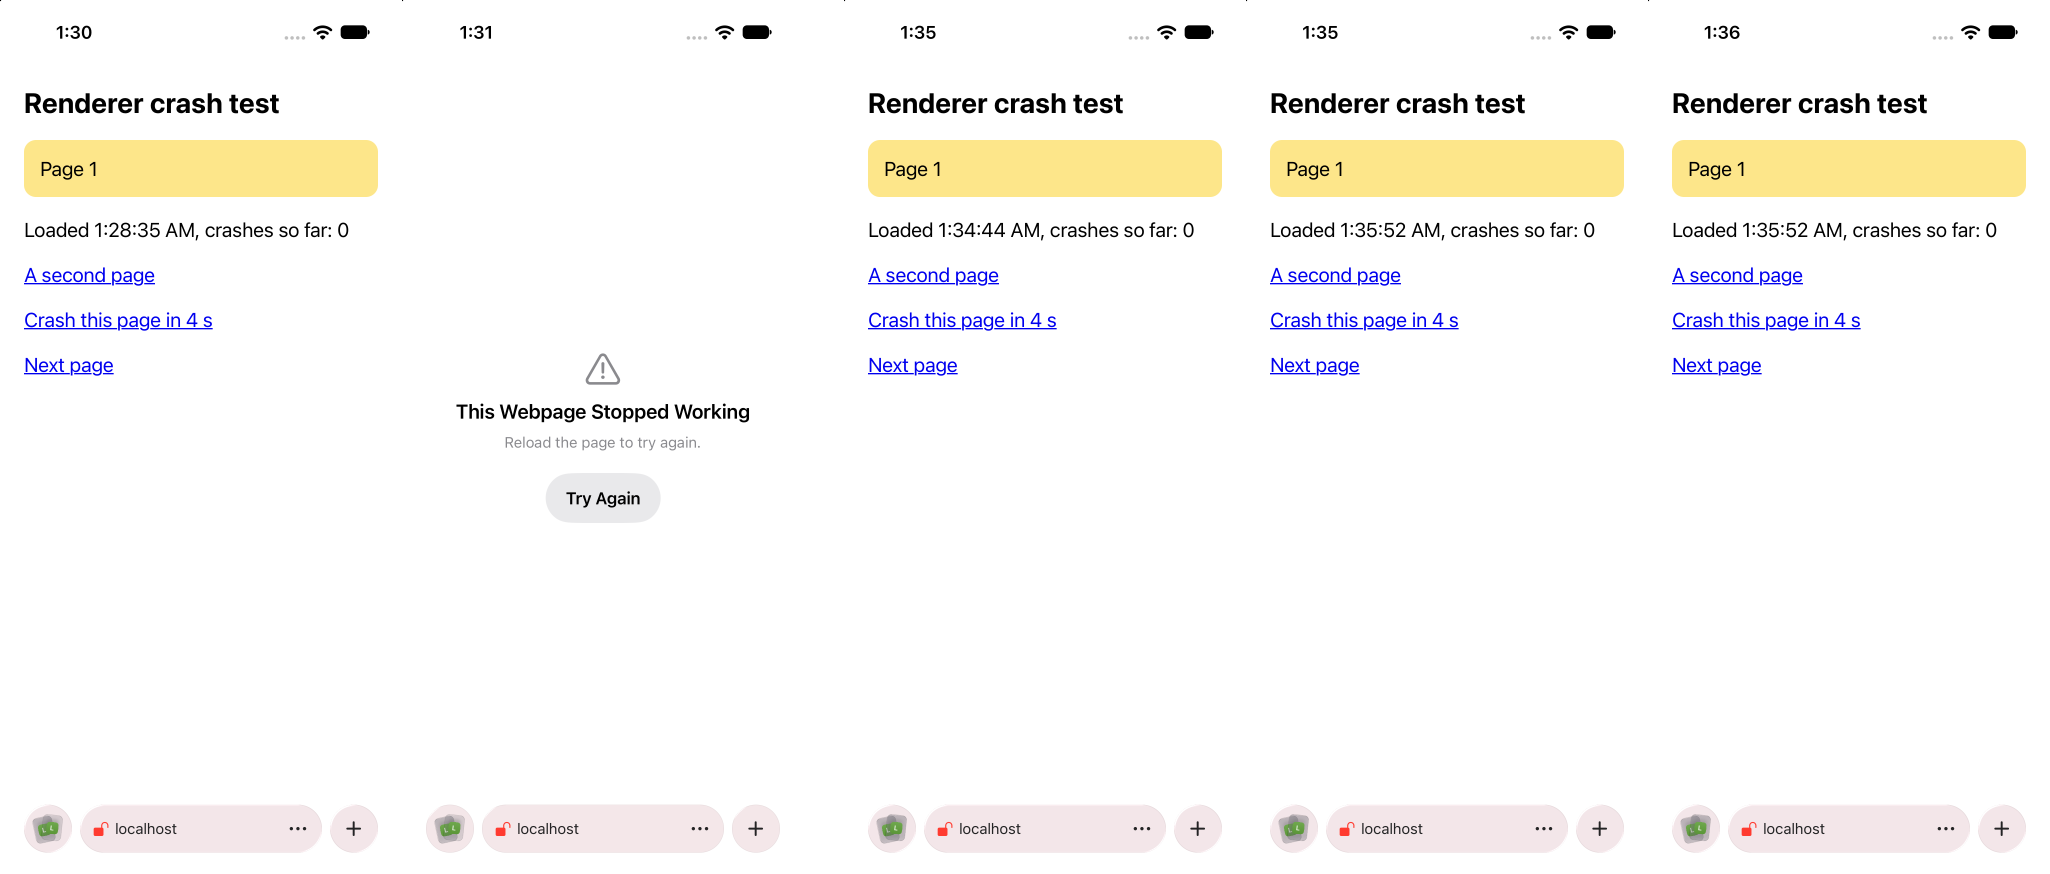 1:30
Renderer crash test
Page 1
Loaded 1:28:35 AM, crashes so far: 0
A second page
Crash this page in 4 s
Next page
localhost
1:31
This Webpage Stopped Working
Reload the page to try again.
Try Again
localhost
1:35
Renderer crash test
Page 1
Loaded 1:34:44 AM, crashes so far: 0
A second page
Crash this page in 4 s
Next page
localhost
1:35
Renderer crash test
Page 1
Loaded 1:35:52 AM, crashes so far: 0
A second page
Crash this page in 4 s
Next page
localhost
1:36
Renderer crash test
Page 1
Loaded 1:35:52 AM, crashes so far: 0
A second page
Crash this page in 4 s
Next page
localhost